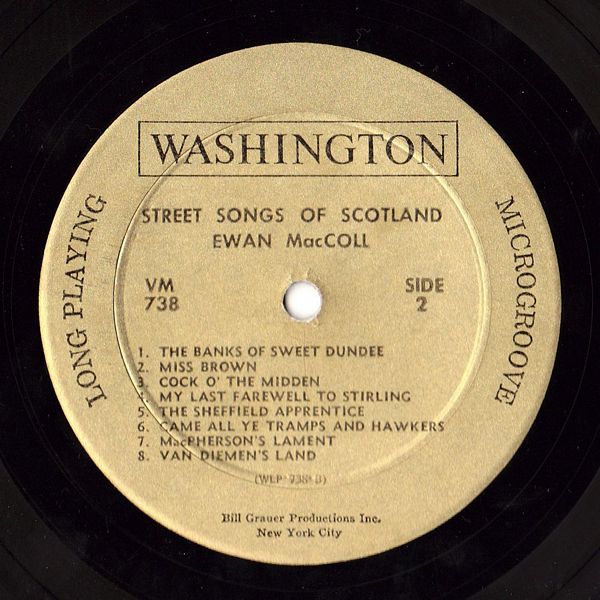 WASHINGTON
STREET SONGS OF SCOTLAND
EWAN MacCOLL
LONG PLAYING
MICROGROOVE
VM
738
SIDE
2
1. THE BANKS OF SWEET DUNDEE
2. MISS BROWN
3. COCK O' THE MIDDEN
4. MY LAST FAREWELL TO STIRLING
5. THE SHEFFIELD APPRENTICE
6. CAME ALL YE TRAMPS AND HAWKERS
7. MacPHERSON'S LAMENT
8. VAN DIEMEN'S LAND
(WLP 738
Bill Grauer Productions Inc.
New York City